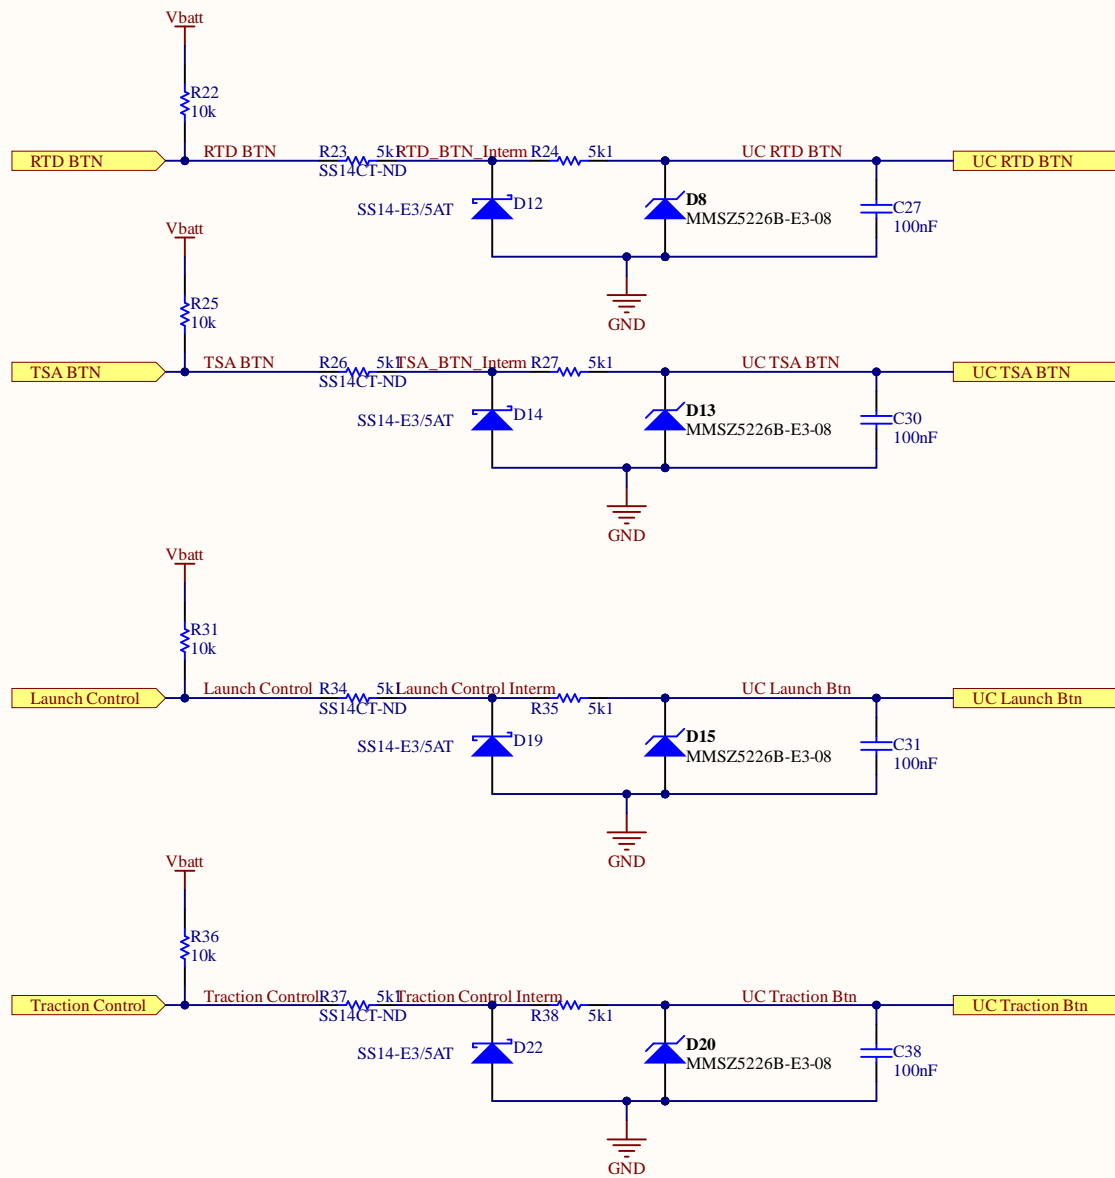 Vbatt
R22
10k
RTD BTN
RTD BTN
R23
5k1
RTD_BTN_Interm
R24
5k1
UC RTD BTN
UC RTD BTN
SS14CT-ND
SS14-E3/5AT
D12
D8
MMSZ5226B-E3-08
C27
100nF
GND
Vbatt
R25
10k
TSA BTN
TSA BTN
R26
5k1
TSA_BTN_Interm
R27
5k1
UC TSA BTN
UC TSA BTN
SS14CT-ND
SS14-E3/5AT
D14
D13
MMSZ5226B-E3-08
C30
100nF
GND
Vbatt
R31
10k
Launch Control
Launch Control
R34
5k1
Launch Control Interm
R35
5k1
UC Launch Btn
UC Launch Btn
SS14CT-ND
SS14-E3/5AT
D19
D15
MMSZ5226B-E3-08
C31
100nF
GND
Vbatt
R36
10k
Traction Control
Traction Control
R37
5k1
Traction Control Interm
R38
5k1
UC Traction Btn
UC Traction Btn
SS14CT-ND
SS14-E3/5AT
D22
D20
MMSZ5226B-E3-08
C38
100nF
GND